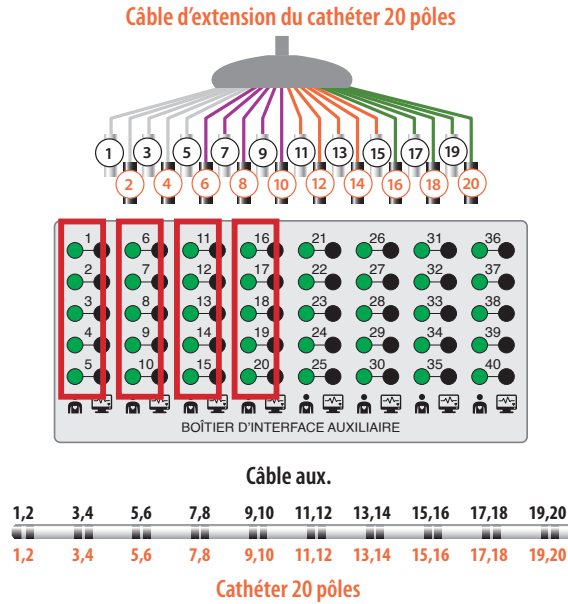 Câble d'extension du cathéter 20 pôles
1 3 5 7 9 11 13 15 17 19
2 4 6 8 10 12 14 16 18 20
1 6 11 16 21 26 31 36
2 7 12 17 22 27 32 37
3 8 13 18 23 28 33 38
4 9 14 19 24 29 34 39
5 10 15 20 25 30 35 40
BOÎTIER D'INTERFACE AUXILIAIRE
Câble aux.
1,2 3,4 5,6 7,8 9,10 11,12 13,14 15,16 17,18 19,20
1,2 3,4 5,6 7,8 9,10 11,12 13,14 15,16 17,18 19,20
Cathéter 20 pôles